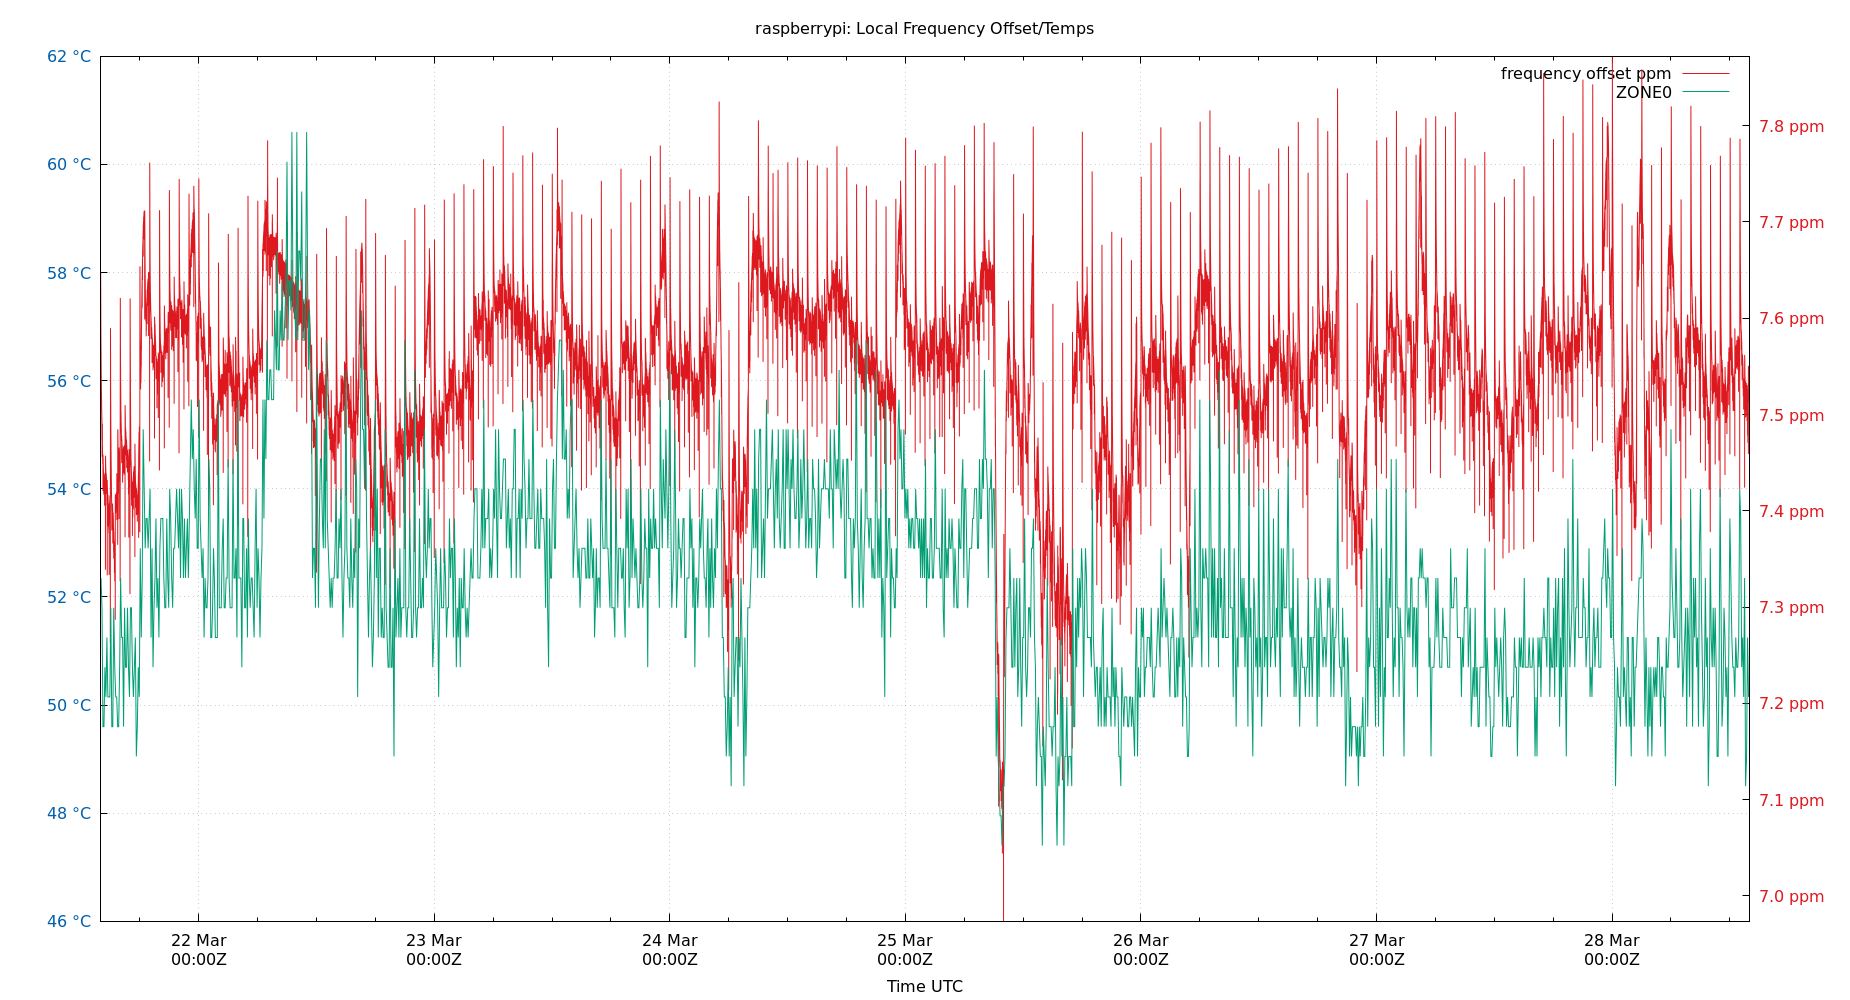 raspberrypi: Local Frequency Offset/Temps
62 °C
60 °C
58 °C
56 °C
54 °C
52 °C
50 °C
48 °C
46 °C
frequency offset ppm
ZONE0
7.8 ppm
7.7 ppm
7.6 ppm
7.5 ppm
7.4 ppm
7.3 ppm
7.2 ppm
7.1 ppm
7.0 ppm
22 Mar 23 Mar 24 Mar 25 Mar 26 Mar 27 Mar 28 Mar
00:00Z 00:00Z 00:00Z 00:00Z 00:00Z 00:00Z 00:00Z
Time UTC